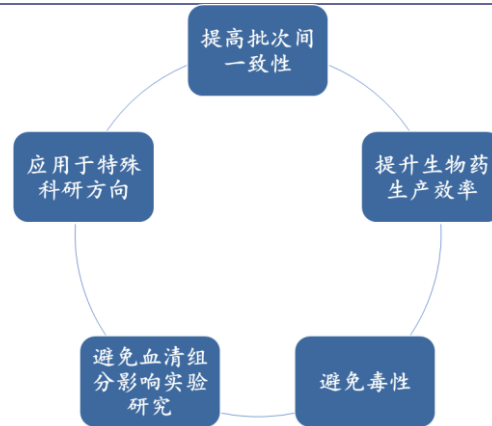 提高批次间
一致性
提升生物药
生产效率
避免毒性
避免血清组
分影响实验
研究
应用于特殊
科研方向